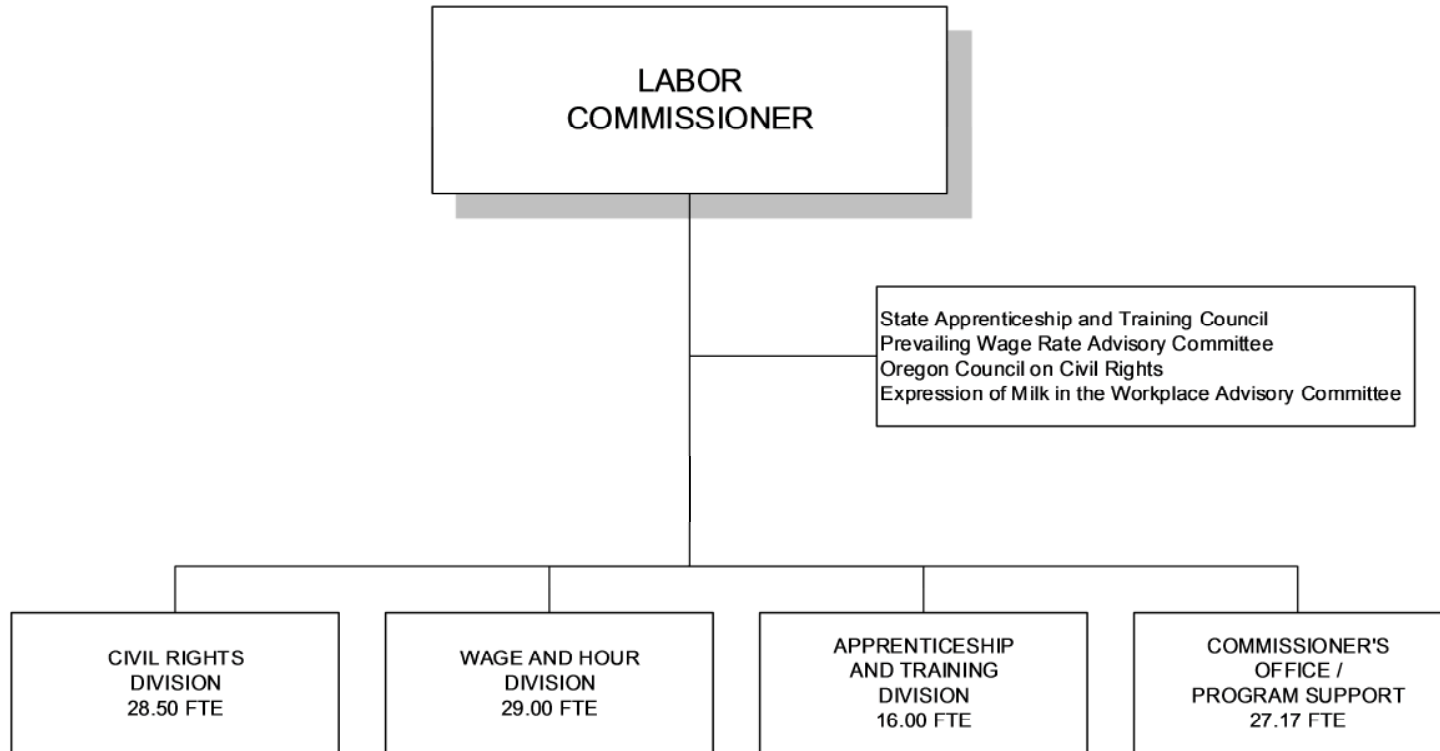 LABOR
COMMISSIONER
State Apprenticeship and Training Council
Prevailing Wage Rate Advisory Committee
Oregon Council on Civil Rights
Expression of Milk in the Workplace Advisory Committee
CIVIL RIGHTS
DIVISION
28.50 FTE
WAGE AND HOUR
DIVISION
29.00 FTE
APPRENTICESHIP
AND TRAINING
DIVISION
16.00 FTE
COMMISSIONER'S
OFFICE /
PROGRAM SUPPORT
27.17 FTE